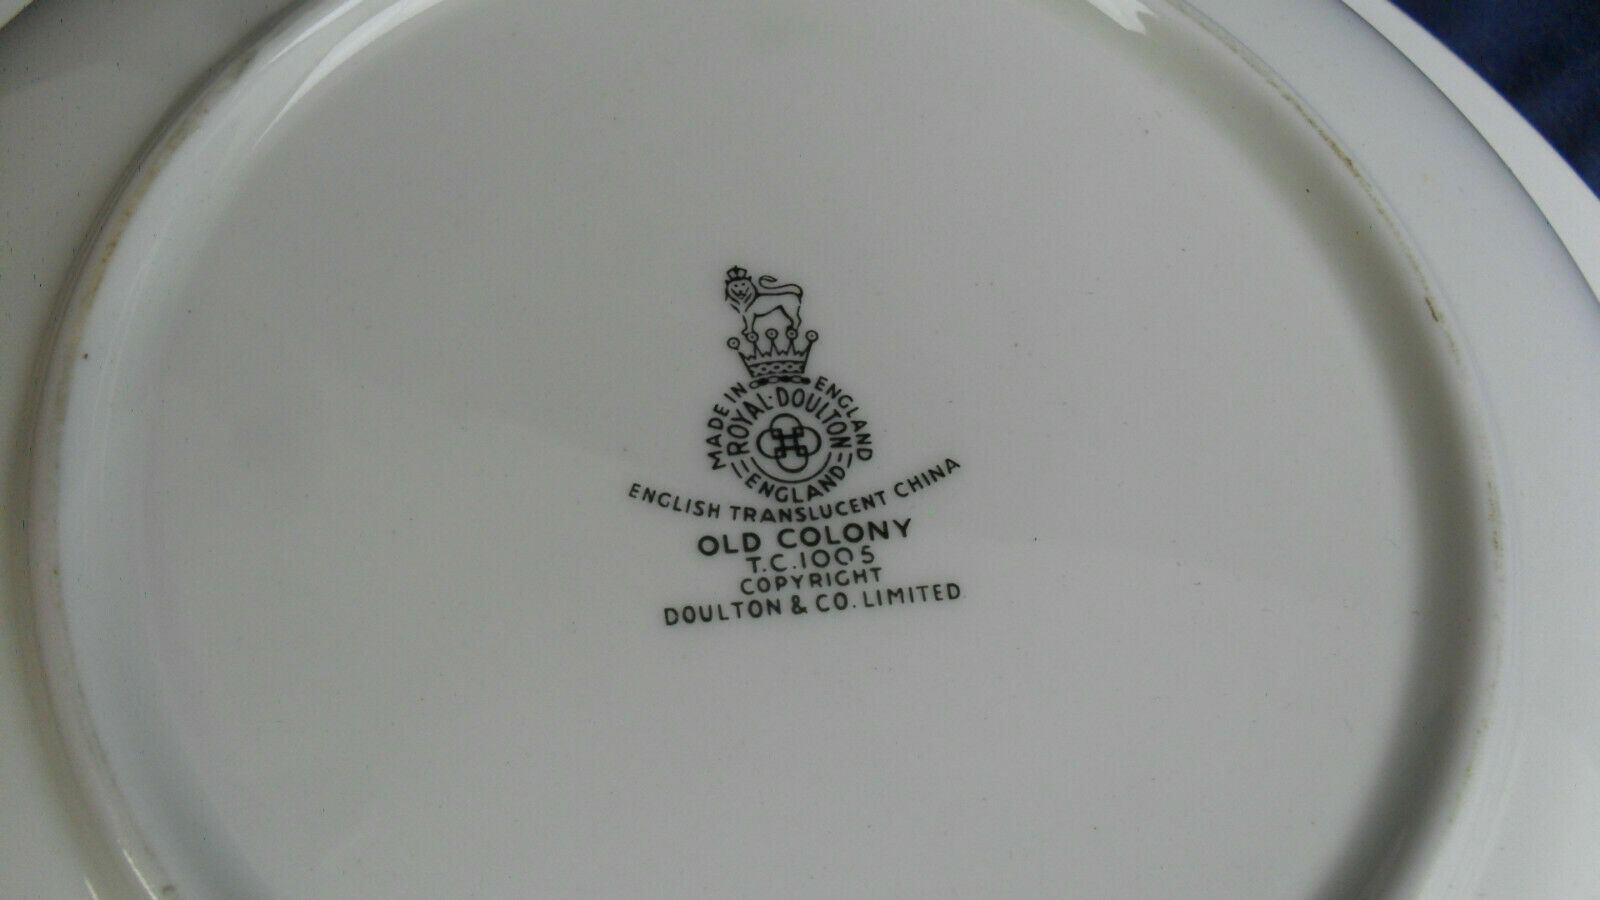 MADE IN ENGLAND
ROYAL·DOULTON
ENGLAND
ENGLISH TRANSLUCENT CHINA
OLD COLONY
T.C.1005
COPYRIGHT
DOULTON & CO. LIMITED